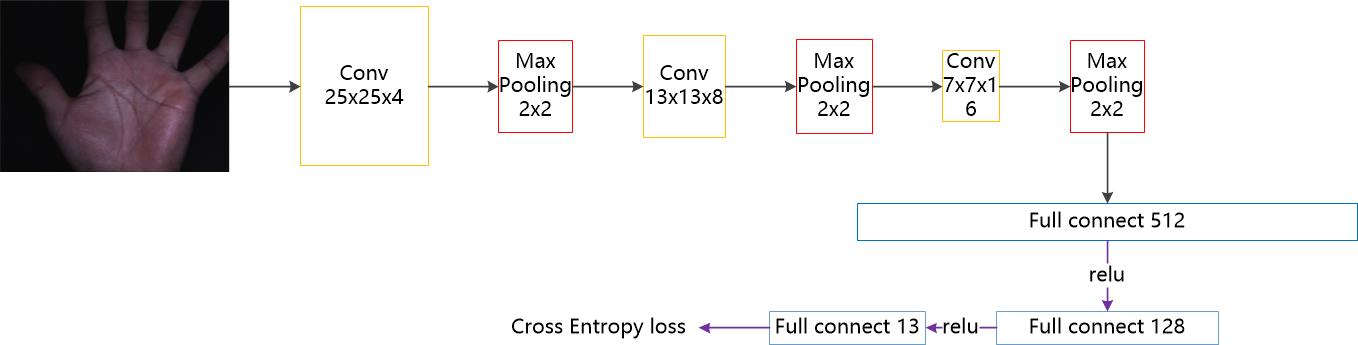 Conv
25x25x4
Max
Pooling
2x2
Conv
13x13x8
Max
Pooling
2x2
Conv
7x7x1
6
Max
Pooling
2x2
Full connect 512
relu
Full connect 128
relu
Full connect 13
Cross Entropy loss